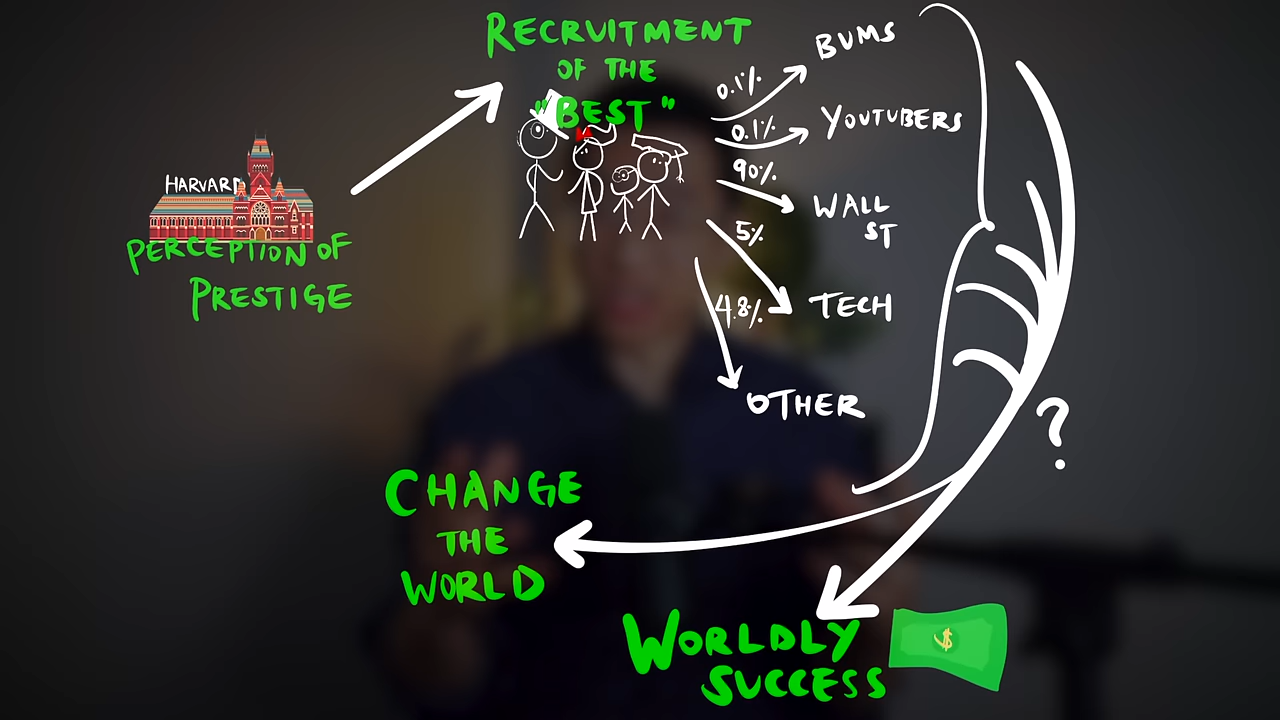 RECRUITMENT
OF THE
"BEST"
HARVARD
PERCEPTION OF
PRESTIGE
0.1%
BUMS
0.1%
YOUTUBERS
90%
WALL
ST
5%
TECH
4.8%
OTHER
?
CHANGE
THE
WORLD
WORLDLY
SUCCESS
$